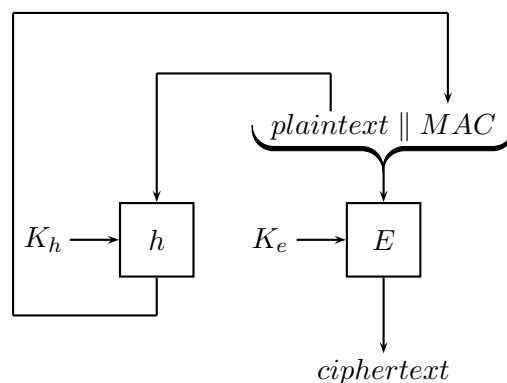 plaintext ∥ MAC
K_h h K_e E
ciphertext